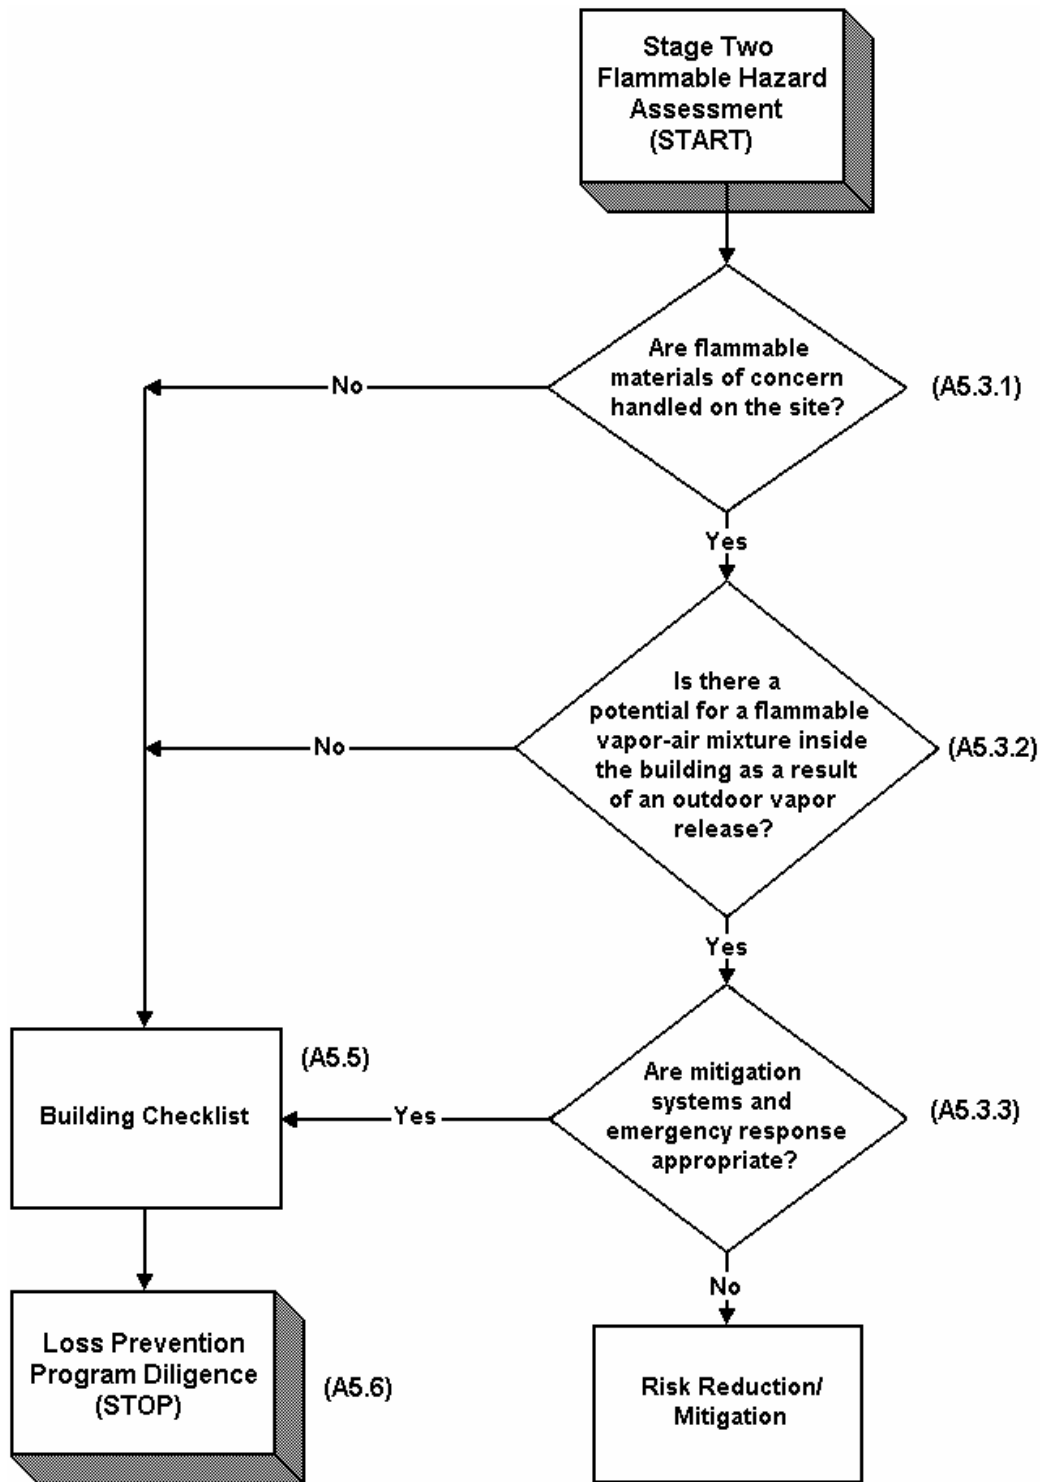 Stage Two
Flammable Hazard
Assessment
(START)
Are flammable
materials of concern
handled on the site?
(A5.3.1)
No
Yes
Is there a
potential for a flammable
vapor-air mixture inside
the building as a result
of an outdoor vapor
release?
(A5.3.2)
No
Yes
Are mitigation
systems and
emergency response
appropriate?
(A5.3.3)
Yes
(A5.5)
Building Checklist
No
Loss Prevention
Program Diligence
(STOP)
(A5.6)
Risk Reduction/
Mitigation